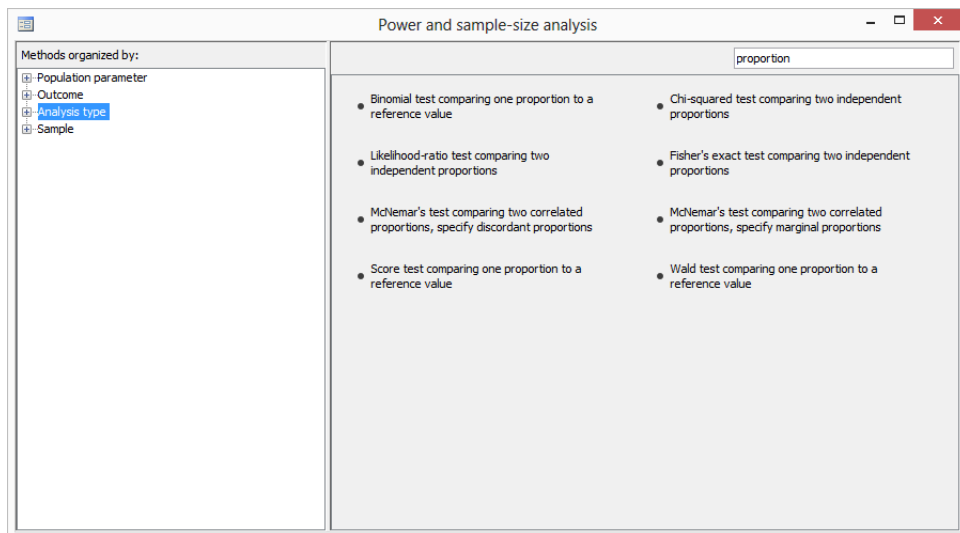 Power and sample-size analysis
Methods organized by:
proportion
Population parameter
Outcome
Analysis type
Sample
Binomial test comparing one proportion to a
reference value
Chi-squared test comparing two independent
proportions
Likelihood-ratio test comparing two
independent proportions
Fisher's exact test comparing two independent
proportions
McNemar's test comparing two correlated
proportions, specify discordant proportions
McNemar's test comparing two correlated
proportions, specify marginal proportions
Score test comparing one proportion to a
reference value
Wald test comparing one proportion to a
reference value